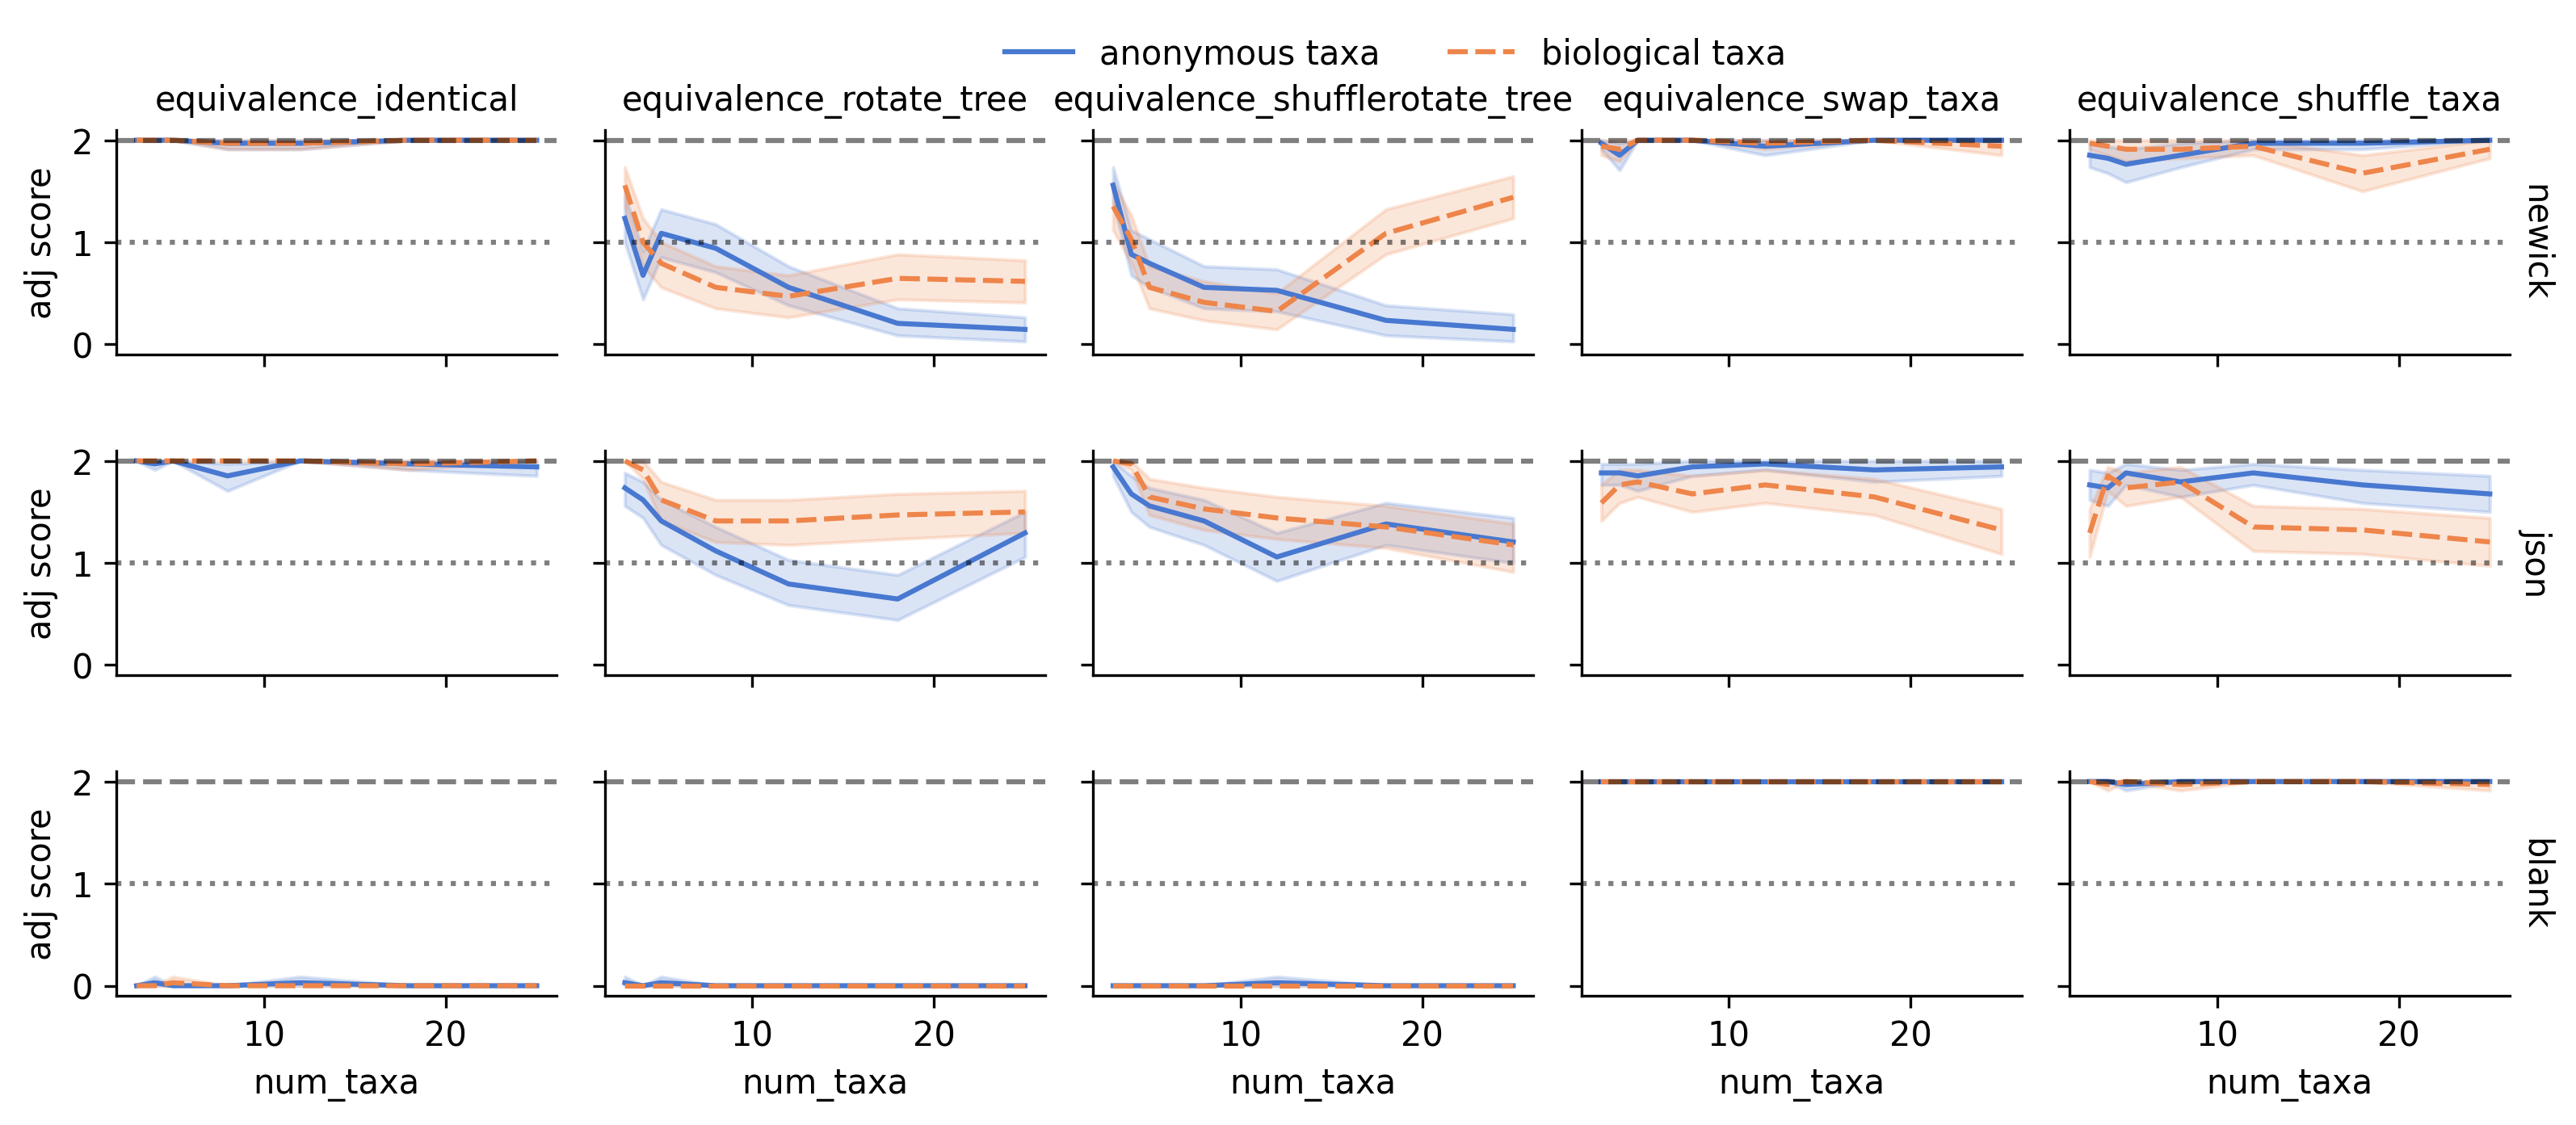 anonymous taxa biological taxa
equivalence_identical equivalence_rotate_tree equivalence_shufflerotate_tree equivalence_swap_taxa equivalence_shuffle_taxa
2
1
0
adj score
newick
2
1
0
adj score
json
2
1
0
adj score
blank
10 20 10 20 10 20 10 20 10 20
num_taxa num_taxa num_taxa num_taxa num_taxa